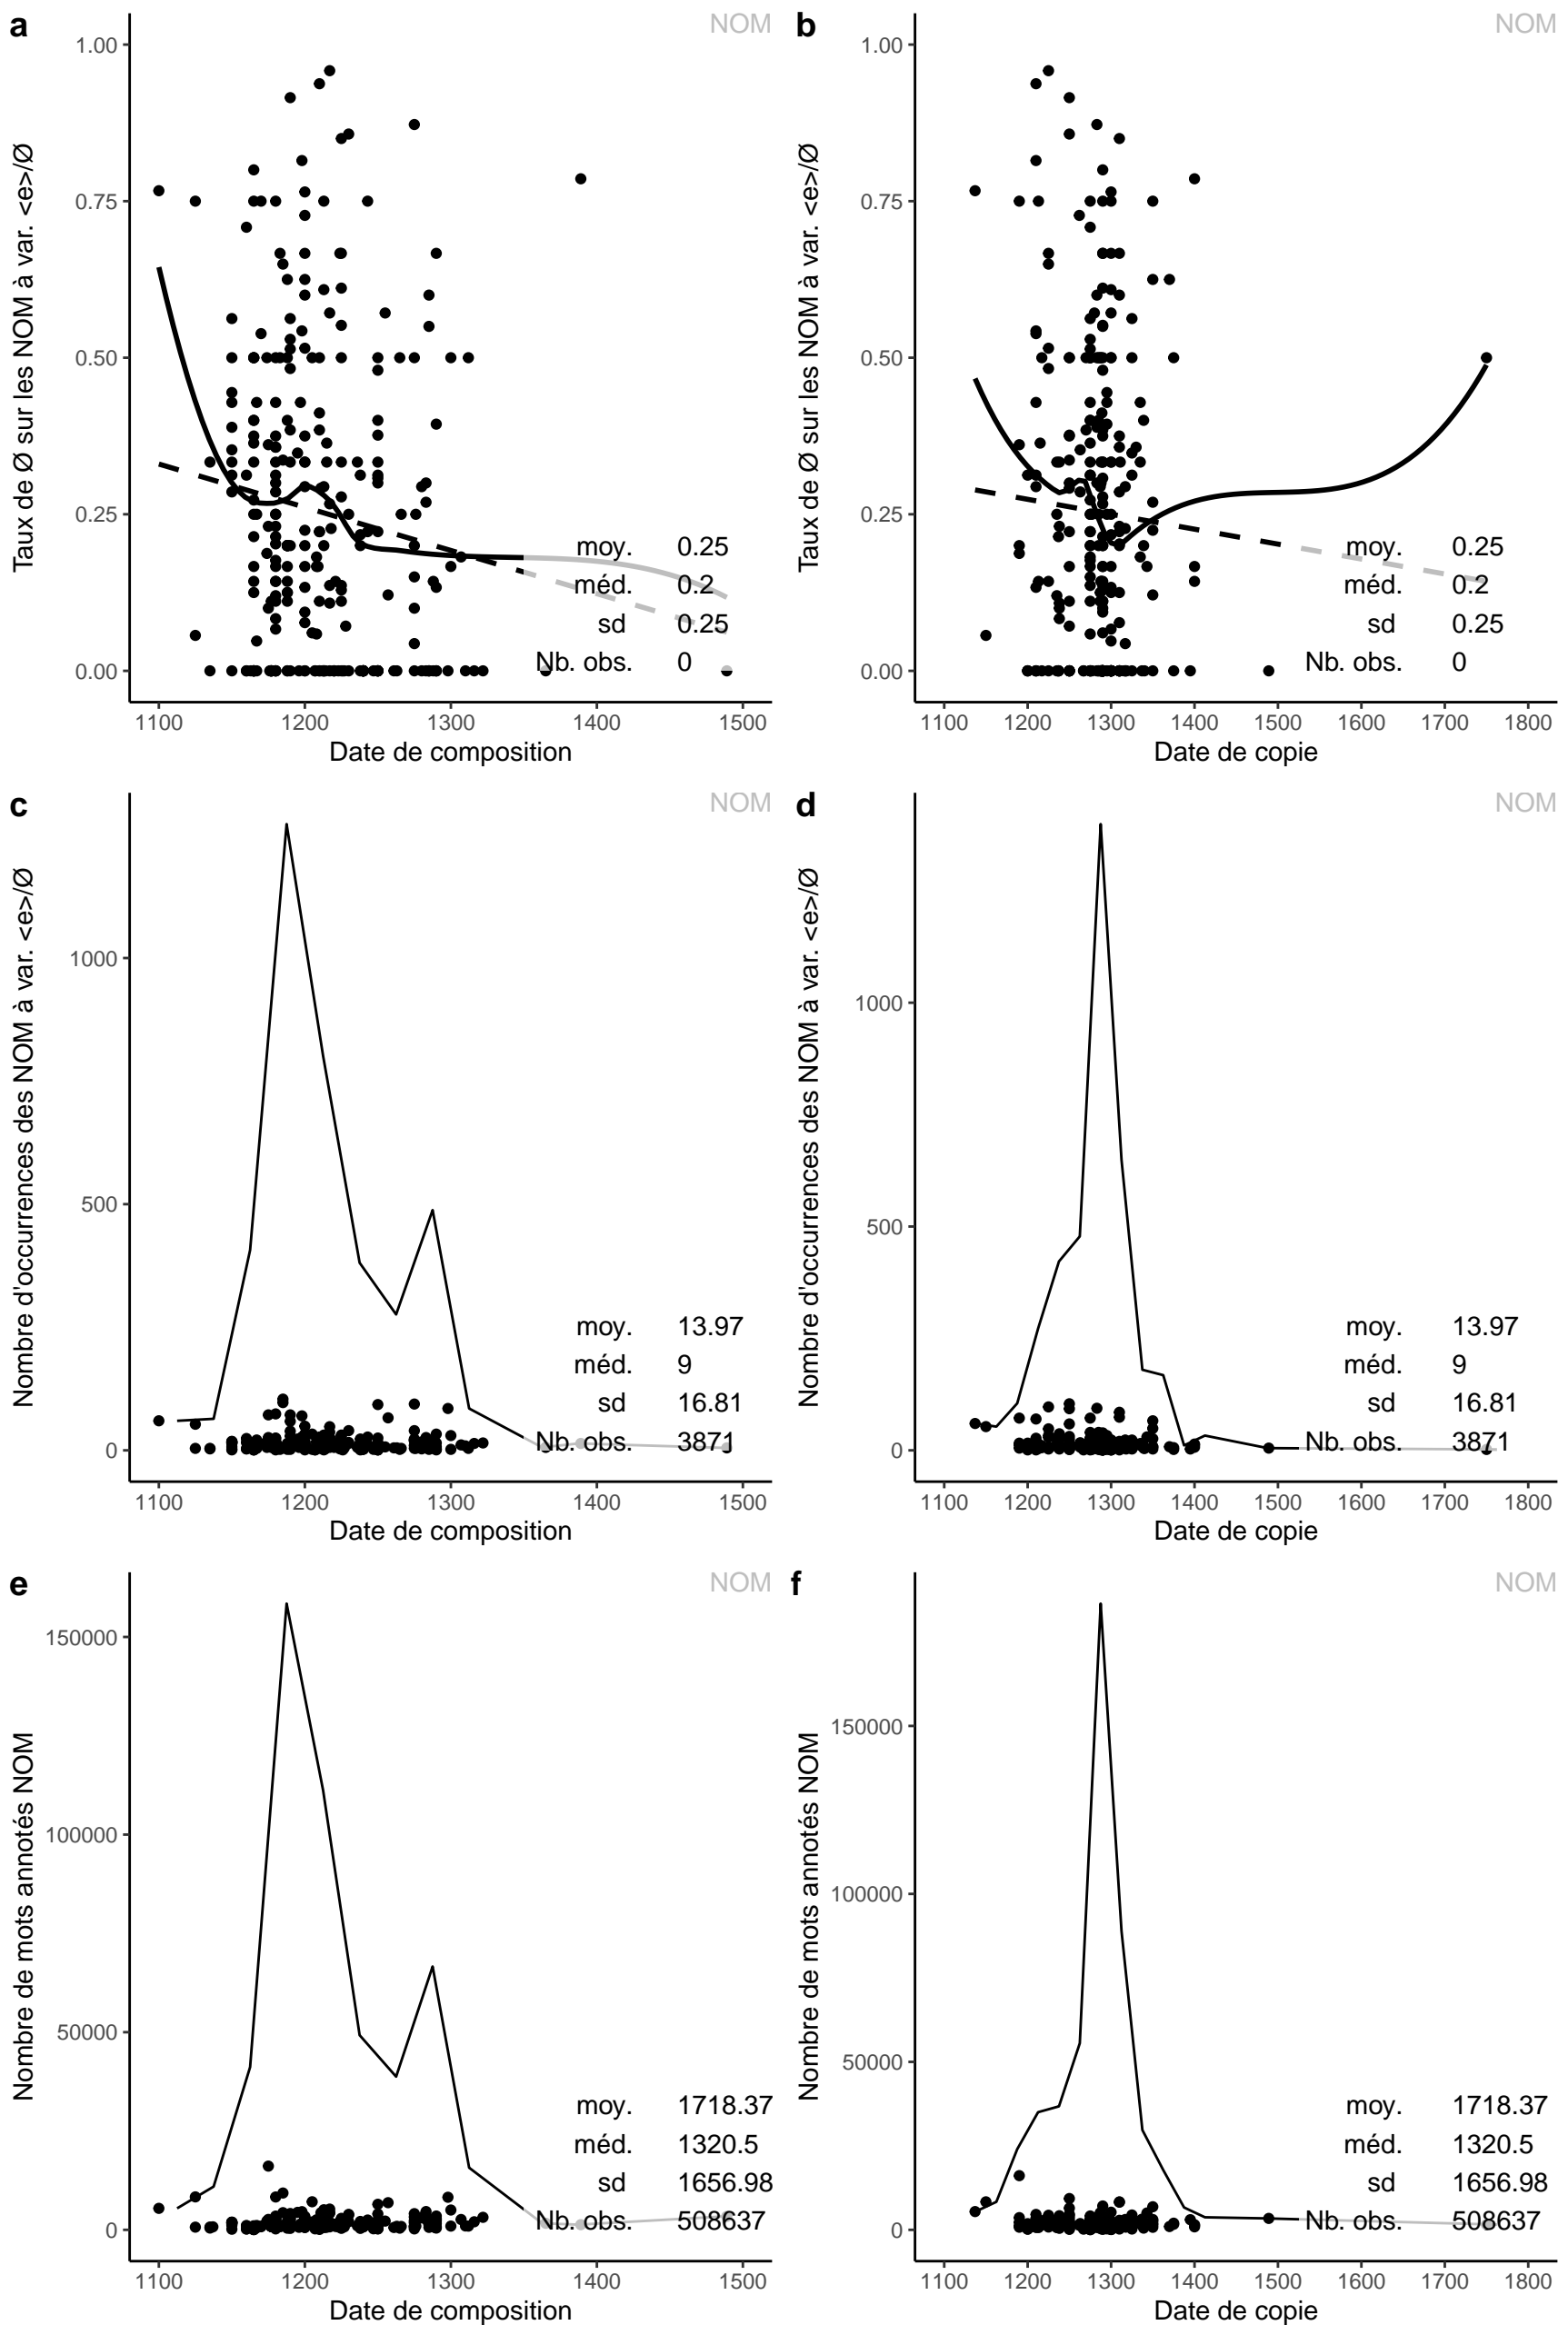 a
NOM
Taux de Ø sur les NOM à var. <e>/Ø
1.00
0.75
0.50
0.25
0.00
moy. 0.25
méd. 0.2
sd 0.25
Nb. obs. 0
1100 1200 1300 1400 1500
Date de composition
b
NOM
Taux de Ø sur les NOM à var. <e>/Ø
1.00
0.75
0.50
0.25
0.00
moy. 0.25
méd. 0.2
sd 0.25
Nb. obs. 0
1100 1200 1300 1400 1500 1600 1700 1800
Date de copie
c
NOM
Nombre d'occurrences des NOM à var. <e>/Ø
1000
500
0
moy. 13.97
méd. 9
sd 16.81
Nb. obs. 3871
1100 1200 1300 1400 1500
Date de composition
d
NOM
Nombre d'occurrences des NOM à var. <e>/Ø
1000
500
0
moy. 13.97
méd. 9
sd 16.81
Nb. obs. 3871
1100 1200 1300 1400 1500 1600 1700 1800
Date de copie
e
NOM
Nombre de mots annotés NOM
150000
100000
50000
0
moy. 1718.37
méd. 1320.5
sd 1656.98
Nb. obs. 508637
1100 1200 1300 1400 1500
Date de composition
f
NOM
Nombre de mots annotés NOM
150000
100000
50000
0
moy. 1718.37
méd. 1320.5
sd 1656.98
Nb. obs. 508637
1100 1200 1300 1400 1500 1600 1700 1800
Date de copie